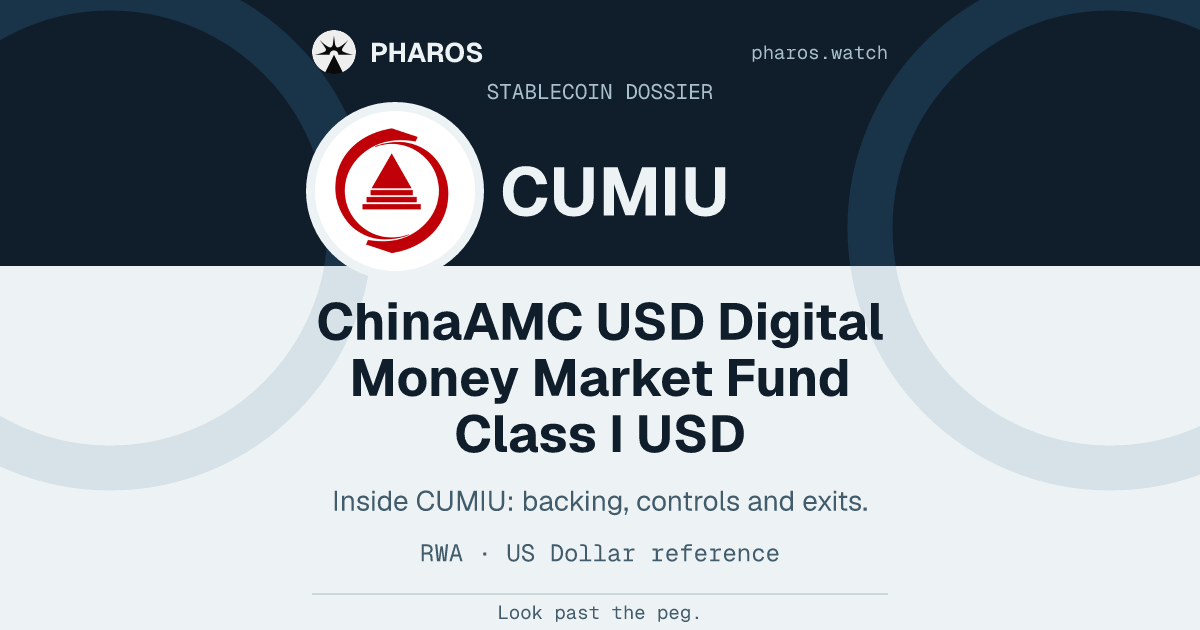 PHAROS
pharos.watch
STABLECOIN DOSSIER
CUMIU
ChinaAMC USD Digital
Money Market Fund
Class I USD
Inside CUMIU: backing, controls and exits.
RWA · US Dollar reference
Look past the peg.